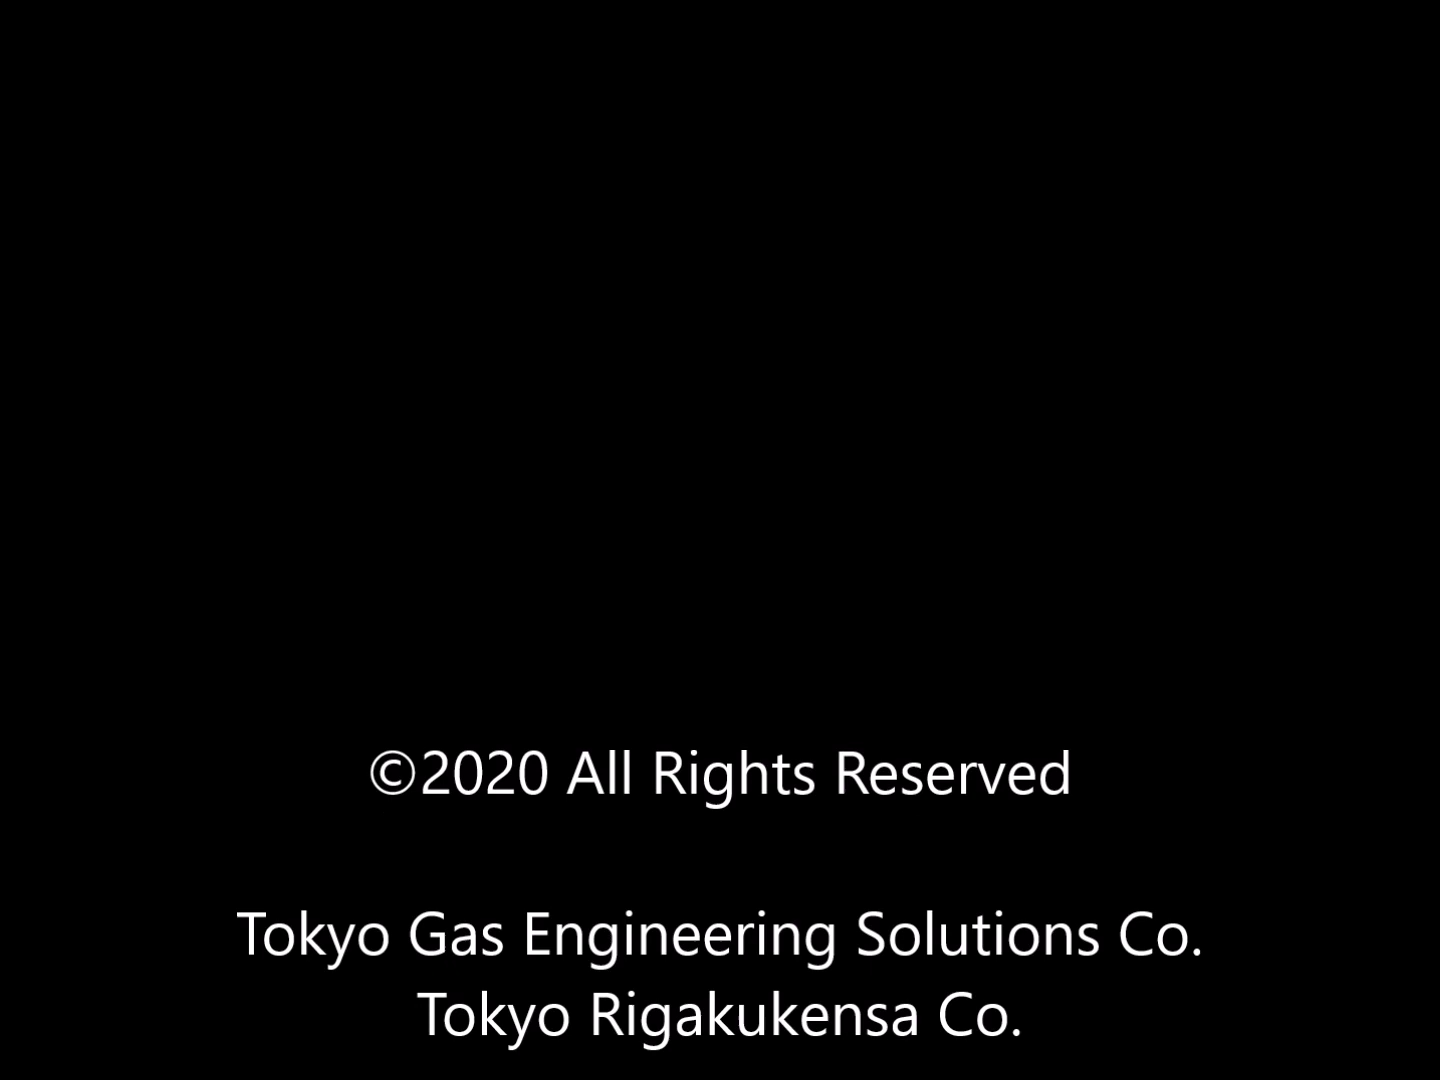 ©2020 All Rights Reserved
Tokyo Gas Engineering Solutions Co.
Tokyo Rigakukensa Co.